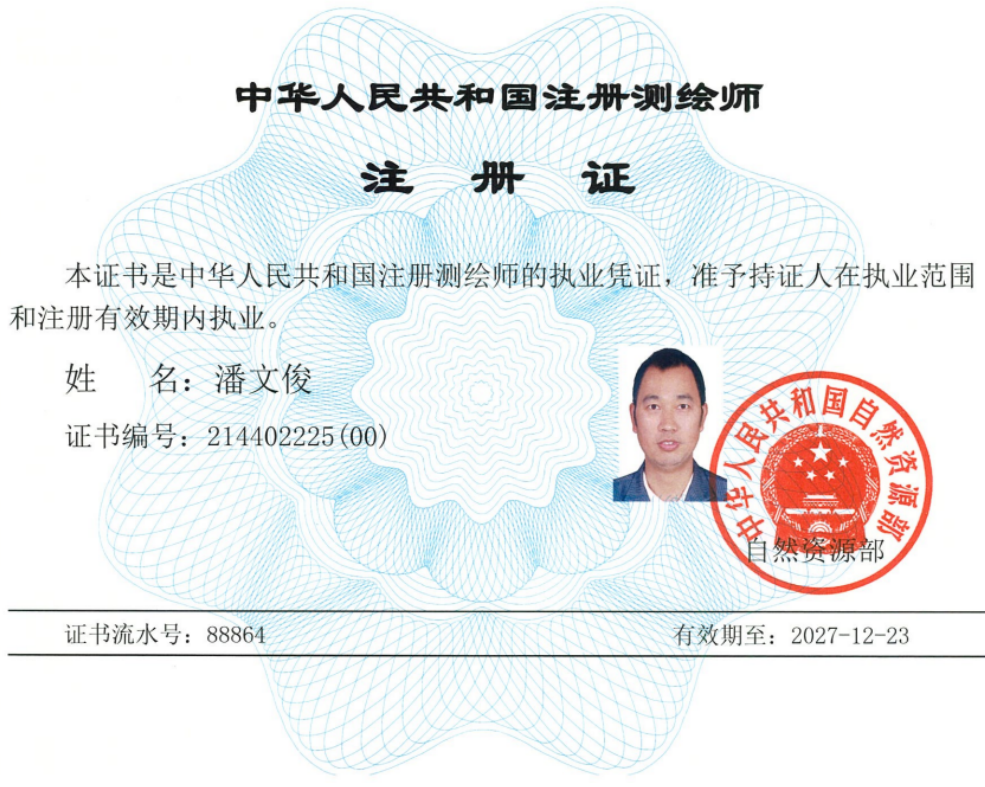 中华人民共和国注册测绘师
注 册 证
本证书是中华人民共和国注册测绘师的执业凭证，准予持证人在执业范围
和注册有效期内执业。
姓 名：潘文俊
证书编号：214402225(00)
中华人民共和国自然资源部
自然资源部
证书流水号：88864
有效期至：2027-12-23